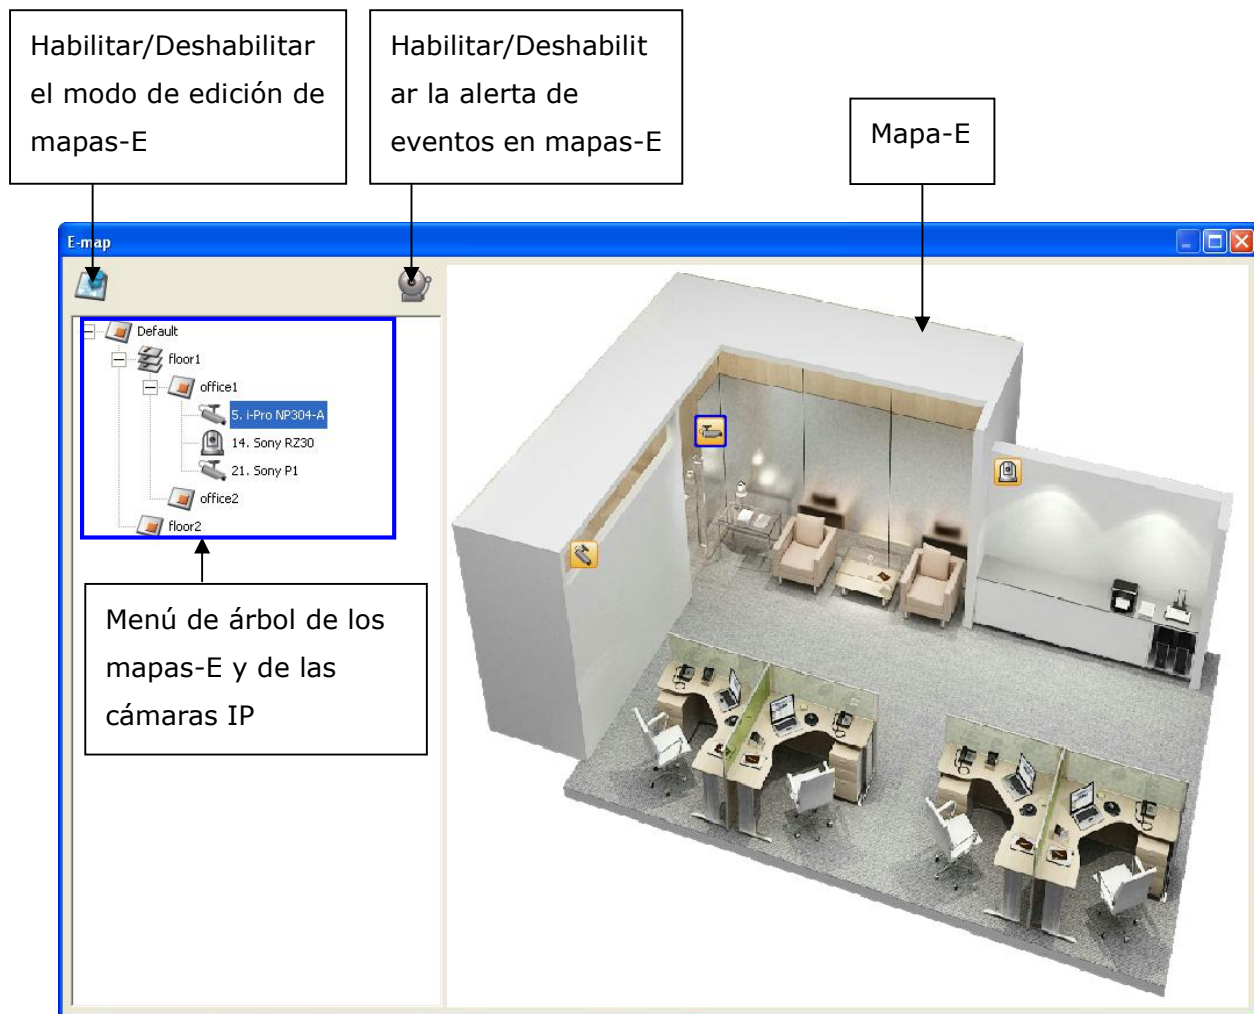 Habilitar/Deshabilitar
el modo de edición de
mapas-E
Habilitar/Deshabilit
ar la alerta de
eventos en mapas-E
Mapa-E
E-map
Default
floor1
office1
5. i-Pro NP304-A
14. Sony RZ30
21. Sony P1
office2
floor2
Menú de árbol de los
mapas-E y de las
cámaras IP